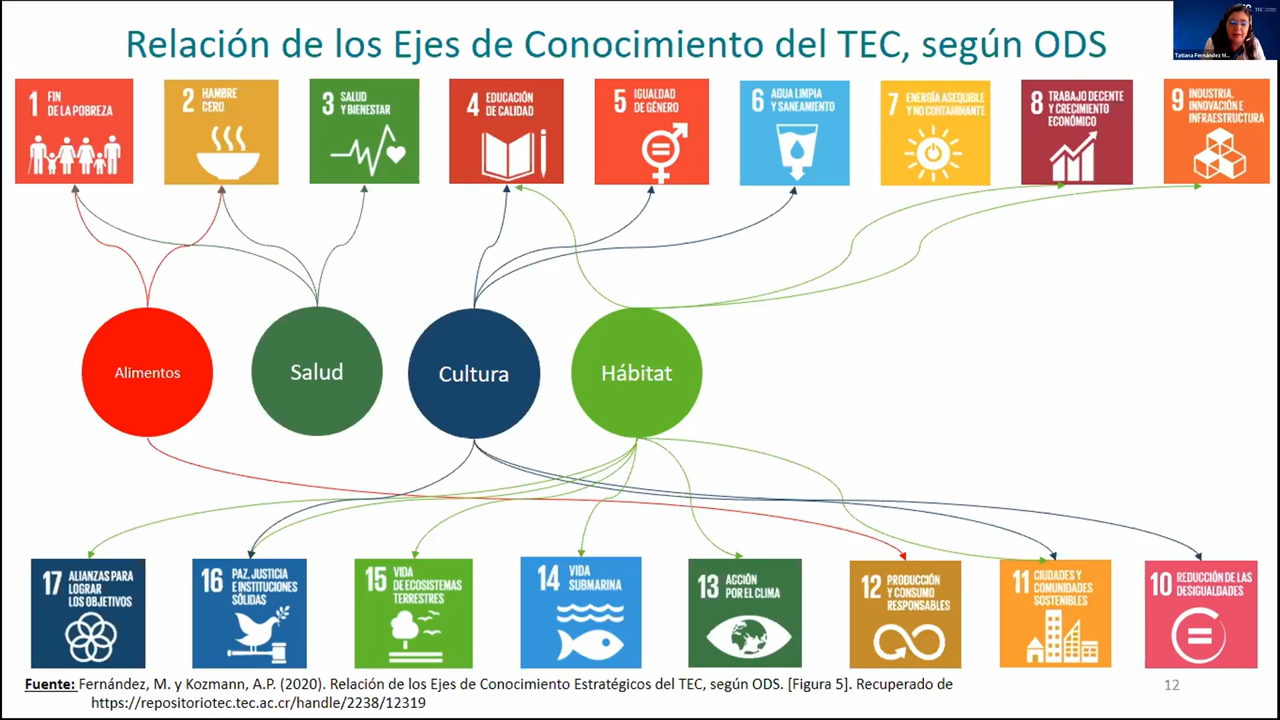 Relación de los Ejes de Conocimiento del TEC, según ODS
Tatiana Fernández M...
1 FIN
DE LA POBREZA
2 HAMBRE
CERO
3 SALUD
Y BIENESTAR
4 EDUCACIÓN
DE CALIDAD
5 IGUALDAD
DE GÉNERO
6 AGUA LIMPIA
Y SANEAMIENTO
7 ENERGÍA ASEQUIBLE
Y NO CONTAMINANTE
8 TRABAJO DECENTE
Y CRECIMIENTO
ECONÓMICO
9 INDUSTRIA,
INNOVACIÓN E
INFRAESTRUCTURA
Alimentos
Salud
Cultura
Hábitat
17 ALIANZAS PARA
LOGRAR
LOS OBJETIVOS
16 PAZ, JUSTICIA
E INSTITUCIONES
SÓLIDAS
15 VIDA
DE ECOSISTEMAS
TERRESTRES
14 VIDA
SUBMARINA
13 ACCIÓN
POR EL CLIMA
12 PRODUCCIÓN
Y CONSUMO
RESPONSABLES
11 CIUDADES Y
COMUNIDADES
SOSTENIBLES
10 REDUCCIÓN DE LAS
DESIGUALDADES
Fuente: Fernández, M. y Kozmann, A.P. (2020). Relación de los Ejes de Conocimiento Estratégicos del TEC, según ODS. [Figura 5]. Recuperado de
https://repositoriotec.tec.ac.cr/handle/2238/12319
12